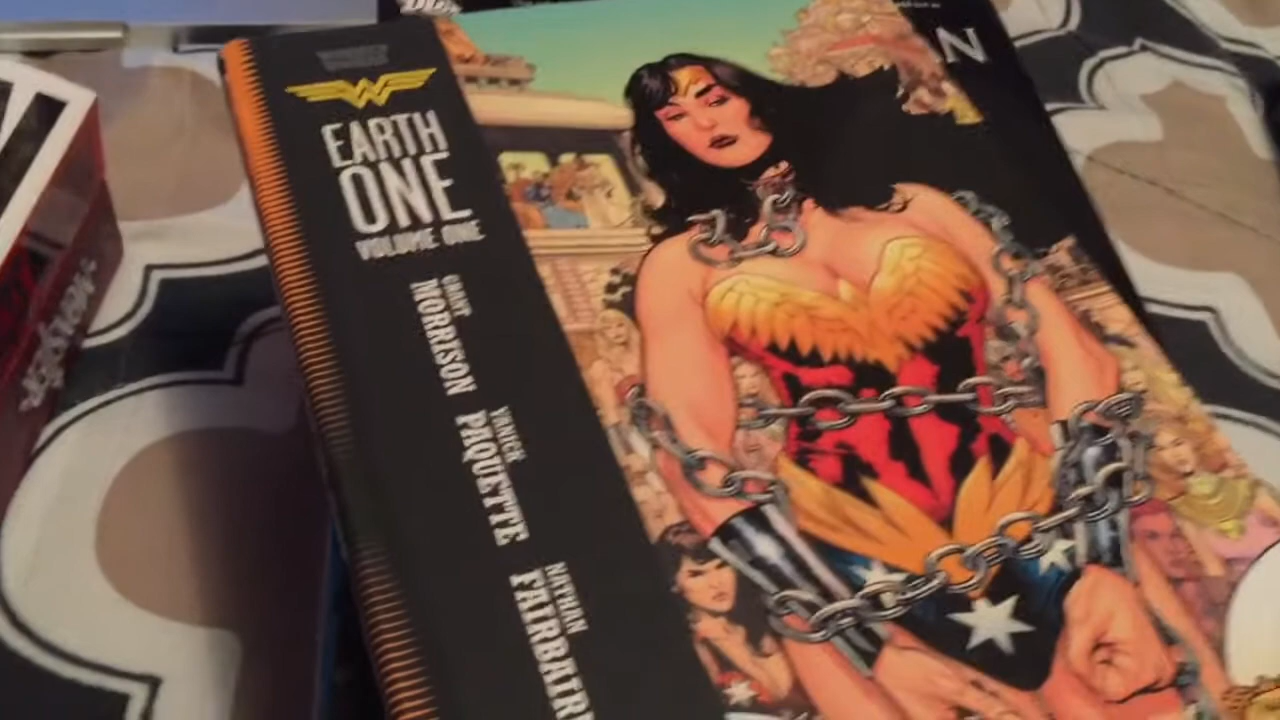 EARTH
ONE
VOLUME ONE
GRANT
MORRISON
YANICK
PAQUETTE
NATHAN
N